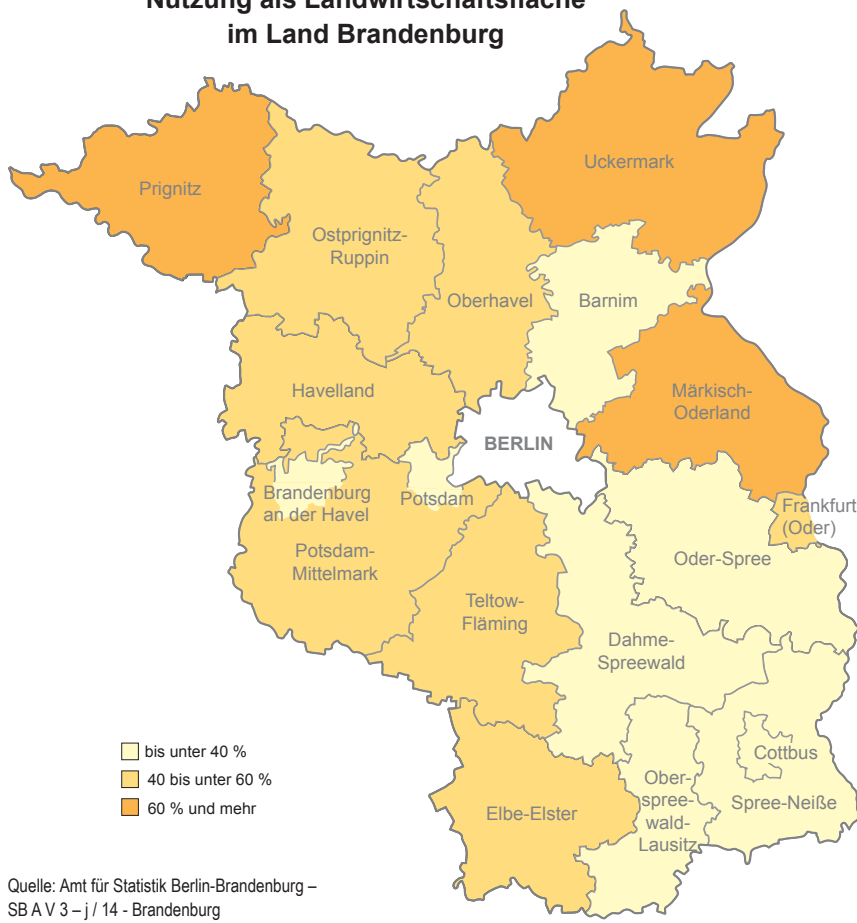 Nutzung als Landwirtschaftsfläche
im Land Brandenburg
Uckermark
Prignitz
Ostprignitz-
Ruppin
Oberhavel
Barnim
Havelland
Märkisch-
Oderland
BERLIN
Brandenburg
an der Havel
Potsdam
Frankfurt
(Oder)
Potsdam-
Mittelmark
Oder-Spree
Teltow-
Fläming
Dahme-
Spreewald
Cottbus
Ober-
spree-
wald-
Lausitz
Spree-Neiße
Elbe-Elster
bis unter 40 %
40 bis unter 60 %
60 % und mehr
Quelle: Amt für Statistik Berlin-Brandenburg –
SB A V 3 – j / 14 - Brandenburg